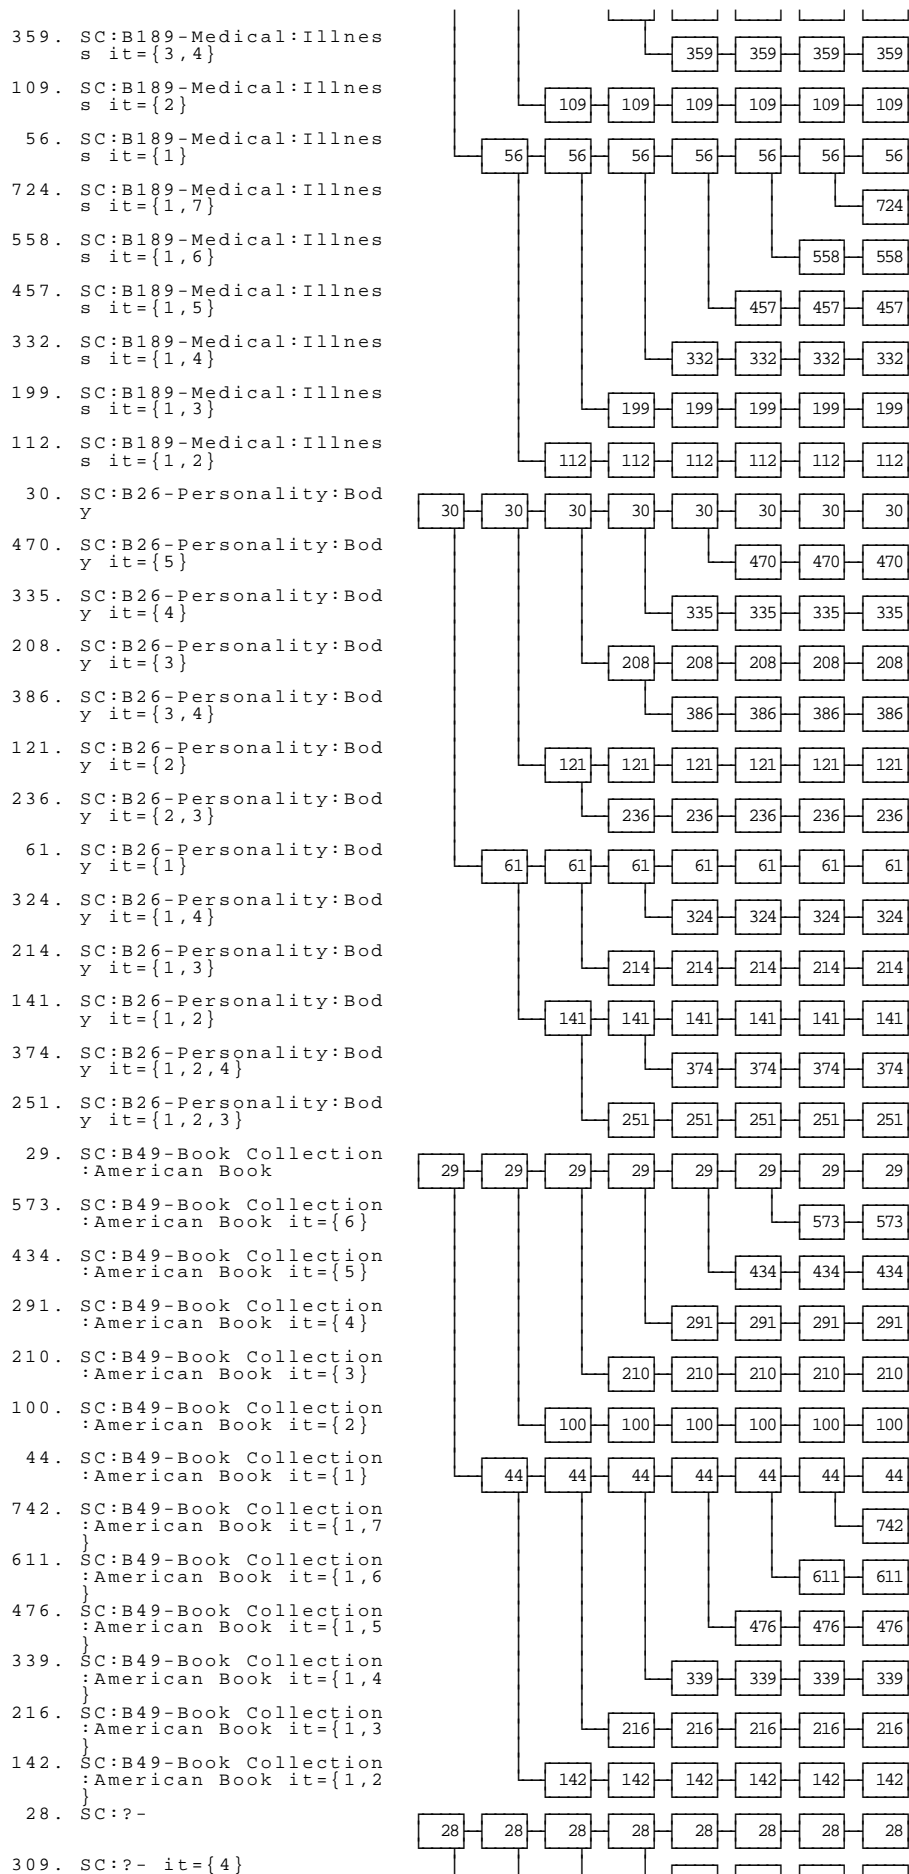 359. SC:B189-Medical:Illnes
s it={3,4}
359 359 359 359
109. SC:B189-Medical:Illnes
s it={2}
109 109 109 109 109 109
56. SC:B189-Medical:Illnes
s it={1}
56 56 56 56 56 56 56
724. SC:B189-Medical:Illnes
s it={1,7}
724
558. SC:B189-Medical:Illnes
s it={1,6}
558 558
457. SC:B189-Medical:Illnes
s it={1,5}
457 457 457
332. SC:B189-Medical:Illnes
s it={1,4}
332 332 332 332
199. SC:B189-Medical:Illnes
s it={1,3}
199 199 199 199 199
112. SC:B189-Medical:Illnes
s it={1,2}
112 112 112 112 112 112
30. SC:B26-Personality:Bod
y
30 30 30 30 30 30 30 30
470. SC:B26-Personality:Bod
y it={5}
470 470 470
335. SC:B26-Personality:Bod
y it={4}
335 335 335 335
208. SC:B26-Personality:Bod
y it={3}
208 208 208 208 208
386. SC:B26-Personality:Bod
y it={3,4}
386 386 386 386
121. SC:B26-Personality:Bod
y it={2}
121 121 121 121 121 121
236. SC:B26-Personality:Bod
y it={2,3}
236 236 236 236 236
61. SC:B26-Personality:Bod
y it={1}
61 61 61 61 61 61 61
324. SC:B26-Personality:Bod
y it={1,4}
324 324 324 324
214. SC:B26-Personality:Bod
y it={1,3}
214 214 214 214 214
141. SC:B26-Personality:Bod
y it={1,2}
141 141 141 141 141 141
374. SC:B26-Personality:Bod
y it={1,2,4}
374 374 374 374
251. SC:B26-Personality:Bod
y it={1,2,3}
251 251 251 251 251
29. SC:B49-Book Collection
:American Book
29 29 29 29 29 29 29 29
573. SC:B49-Book Collection
:American Book it={6}
573 573
434. SC:B49-Book Collection
:American Book it={5}
434 434 434
291. SC:B49-Book Collection
:American Book it={4}
291 291 291 291
210. SC:B49-Book Collection
:American Book it={3}
210 210 210 210 210
100. SC:B49-Book Collection
:American Book it={2}
100 100 100 100 100 100
44. SC:B49-Book Collection
:American Book it={1}
44 44 44 44 44 44 44
742. SC:B49-Book Collection
:American Book it={1,7
}
742
611. SC:B49-Book Collection
:American Book it={1,6
}
611 611
476. SC:B49-Book Collection
:American Book it={1,5
}
476 476 476
339. SC:B49-Book Collection
:American Book it={1,4
}
339 339 339 339
216. SC:B49-Book Collection
:American Book it={1,3
}
216 216 216 216 216
142. SC:B49-Book Collection
:American Book it={1,2
}
142 142 142 142 142 142
28. SC:?-
28 28 28 28 28 28 28 28
309. SC:?- it={4}